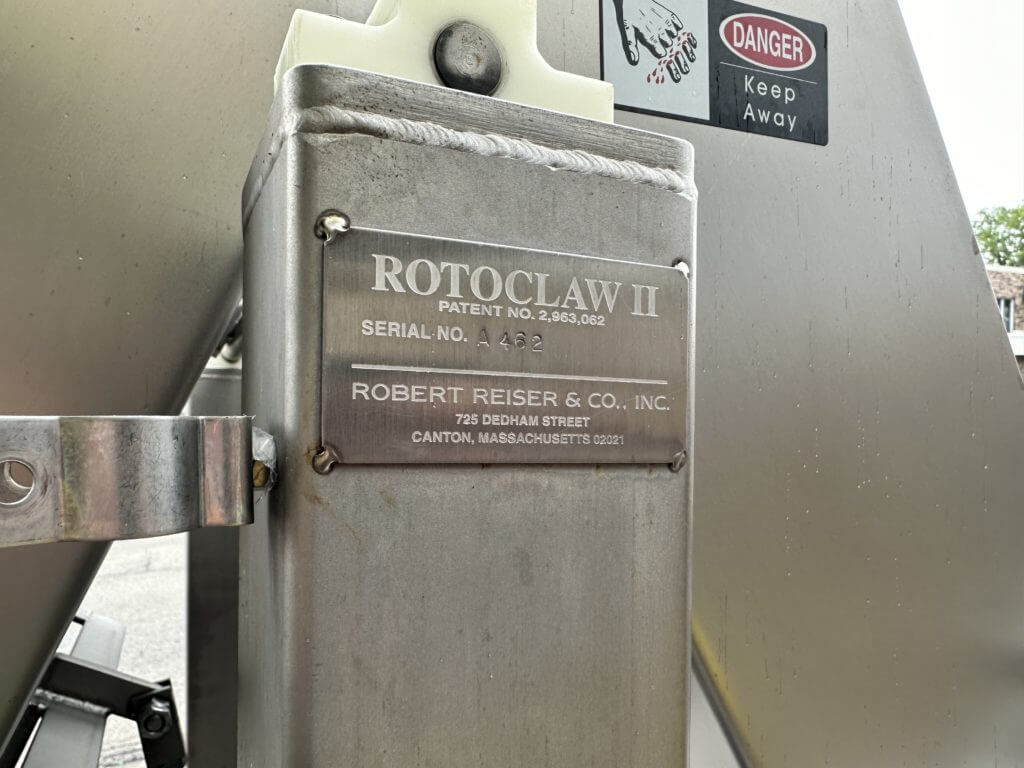 DANGER
Keep
Away
ROTOCLAW II
PATENT NO. 2,963,062
SERIAL NO. A 462
ROBERT REISER & CO., INC.
725 DEDHAM STREET
CANTON, MASSACHUSETTS 02021